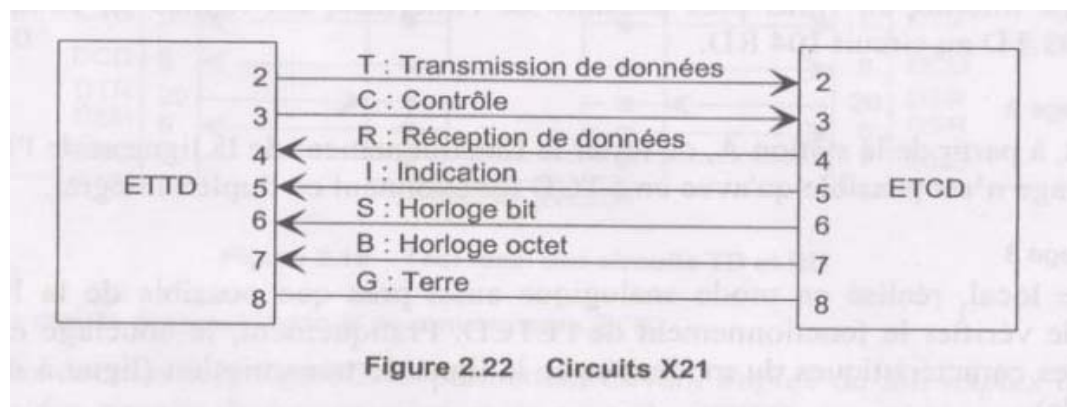 2 T : Transmission de données 2
3 C : Contrôle 3
4 R : Réception de données 4
ETTD 5 I : Indication 5 ETCD
6 S : Horloge bit 6
7 B : Horloge octet 7
8 G : Terre 8
Figure 2.22 Circuits X21